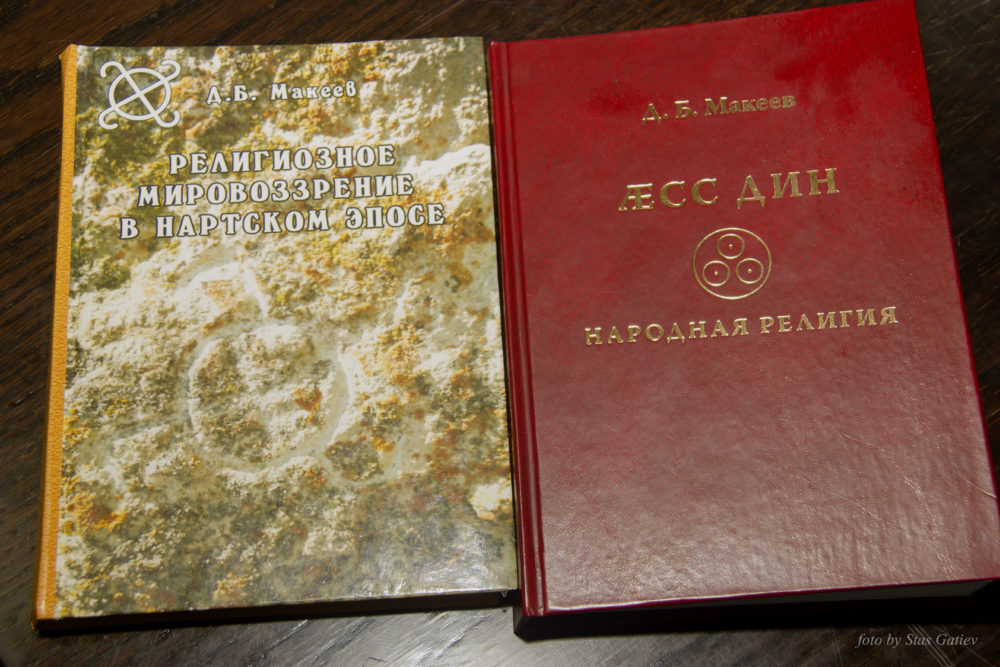 Д.Б. Макеев
РЕЛИГИОЗНОЕ
МИРОВОЗЗРЕНИЕ
В НАРТСКОМ ЭПОСЕ
Д. Б. Макеев
ÆСС ДИН
НАРОДНАЯ РЕЛИГИЯ
foto by Stas Gatiev